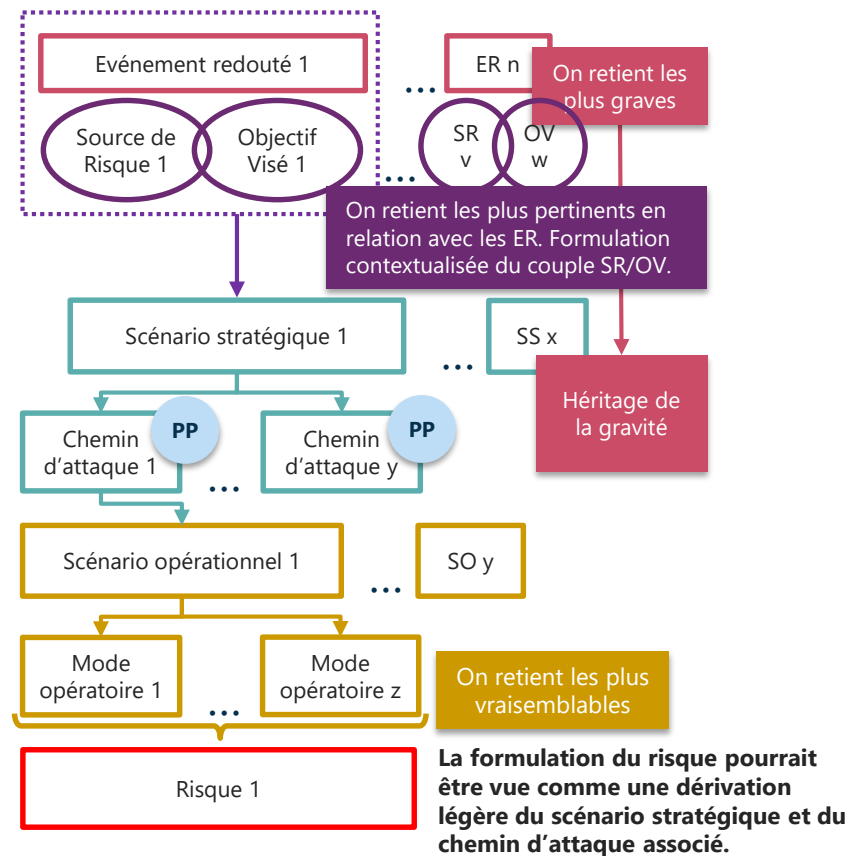 Evénement redouté 1
...
ER n
On retient les
plus graves
Source de
Risque 1
Objectif
Visé 1
...
SR
v
OV
w
On retient les plus pertinents en
relation avec les ER. Formulation
contextualisée du couple SR/OV.
Scénario stratégique 1
...
SS x
Héritage de
la gravité
Chemin
d'attaque 1
PP
...
Chemin
d'attaque y
PP
Scénario opérationnel 1
...
SO y
Mode
opératoire 1
...
Mode
opératoire z
On retient les plus
vraisemblables
Risque 1
La formulation du risque pourrait
être vue comme une dérivation
légère du scénario stratégique et du
chemin d'attaque associé.